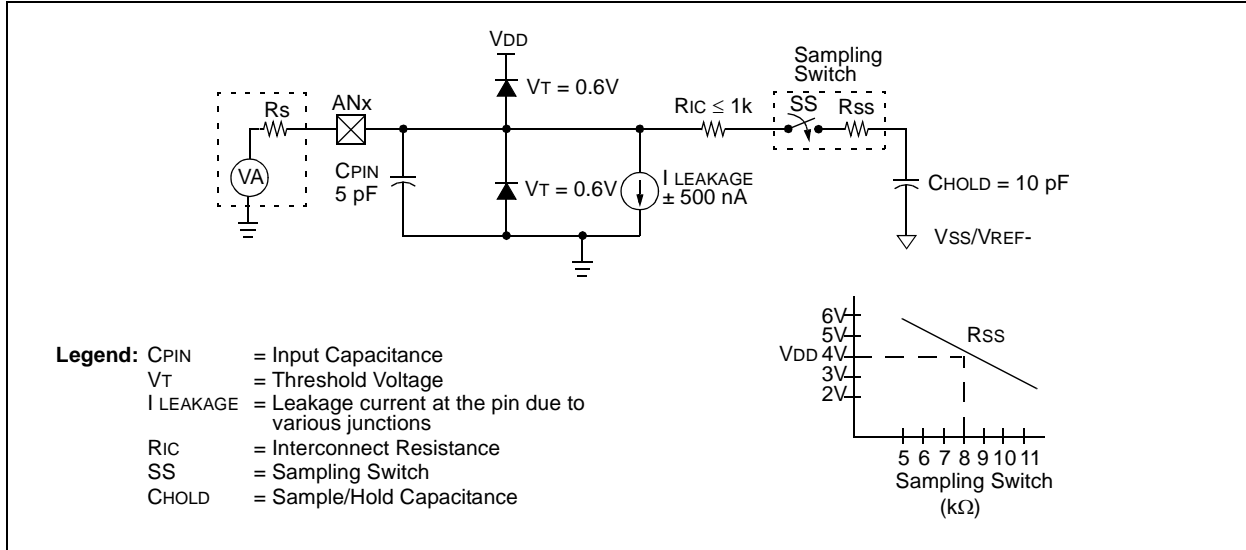 VDD
Sampling
Switch
VT = 0.6V
Rs
ANx
RIC ≤ 1k
SS
RSS
VA
CPIN
5 pF
VT = 0.6V
I LEAKAGE
± 500 nA
CHOLD = 10 pF
VSS/VREF-
Legend: CPIN = Input Capacitance
VT = Threshold Voltage
I LEAKAGE = Leakage current at the pin due to
various junctions
RIC = Interconnect Resistance
SS = Sampling Switch
CHOLD = Sample/Hold Capacitance
6V
5V
VDD 4V
3V
2V
RSS
5 6 7 8 9 10 11
Sampling Switch
(kΩ)